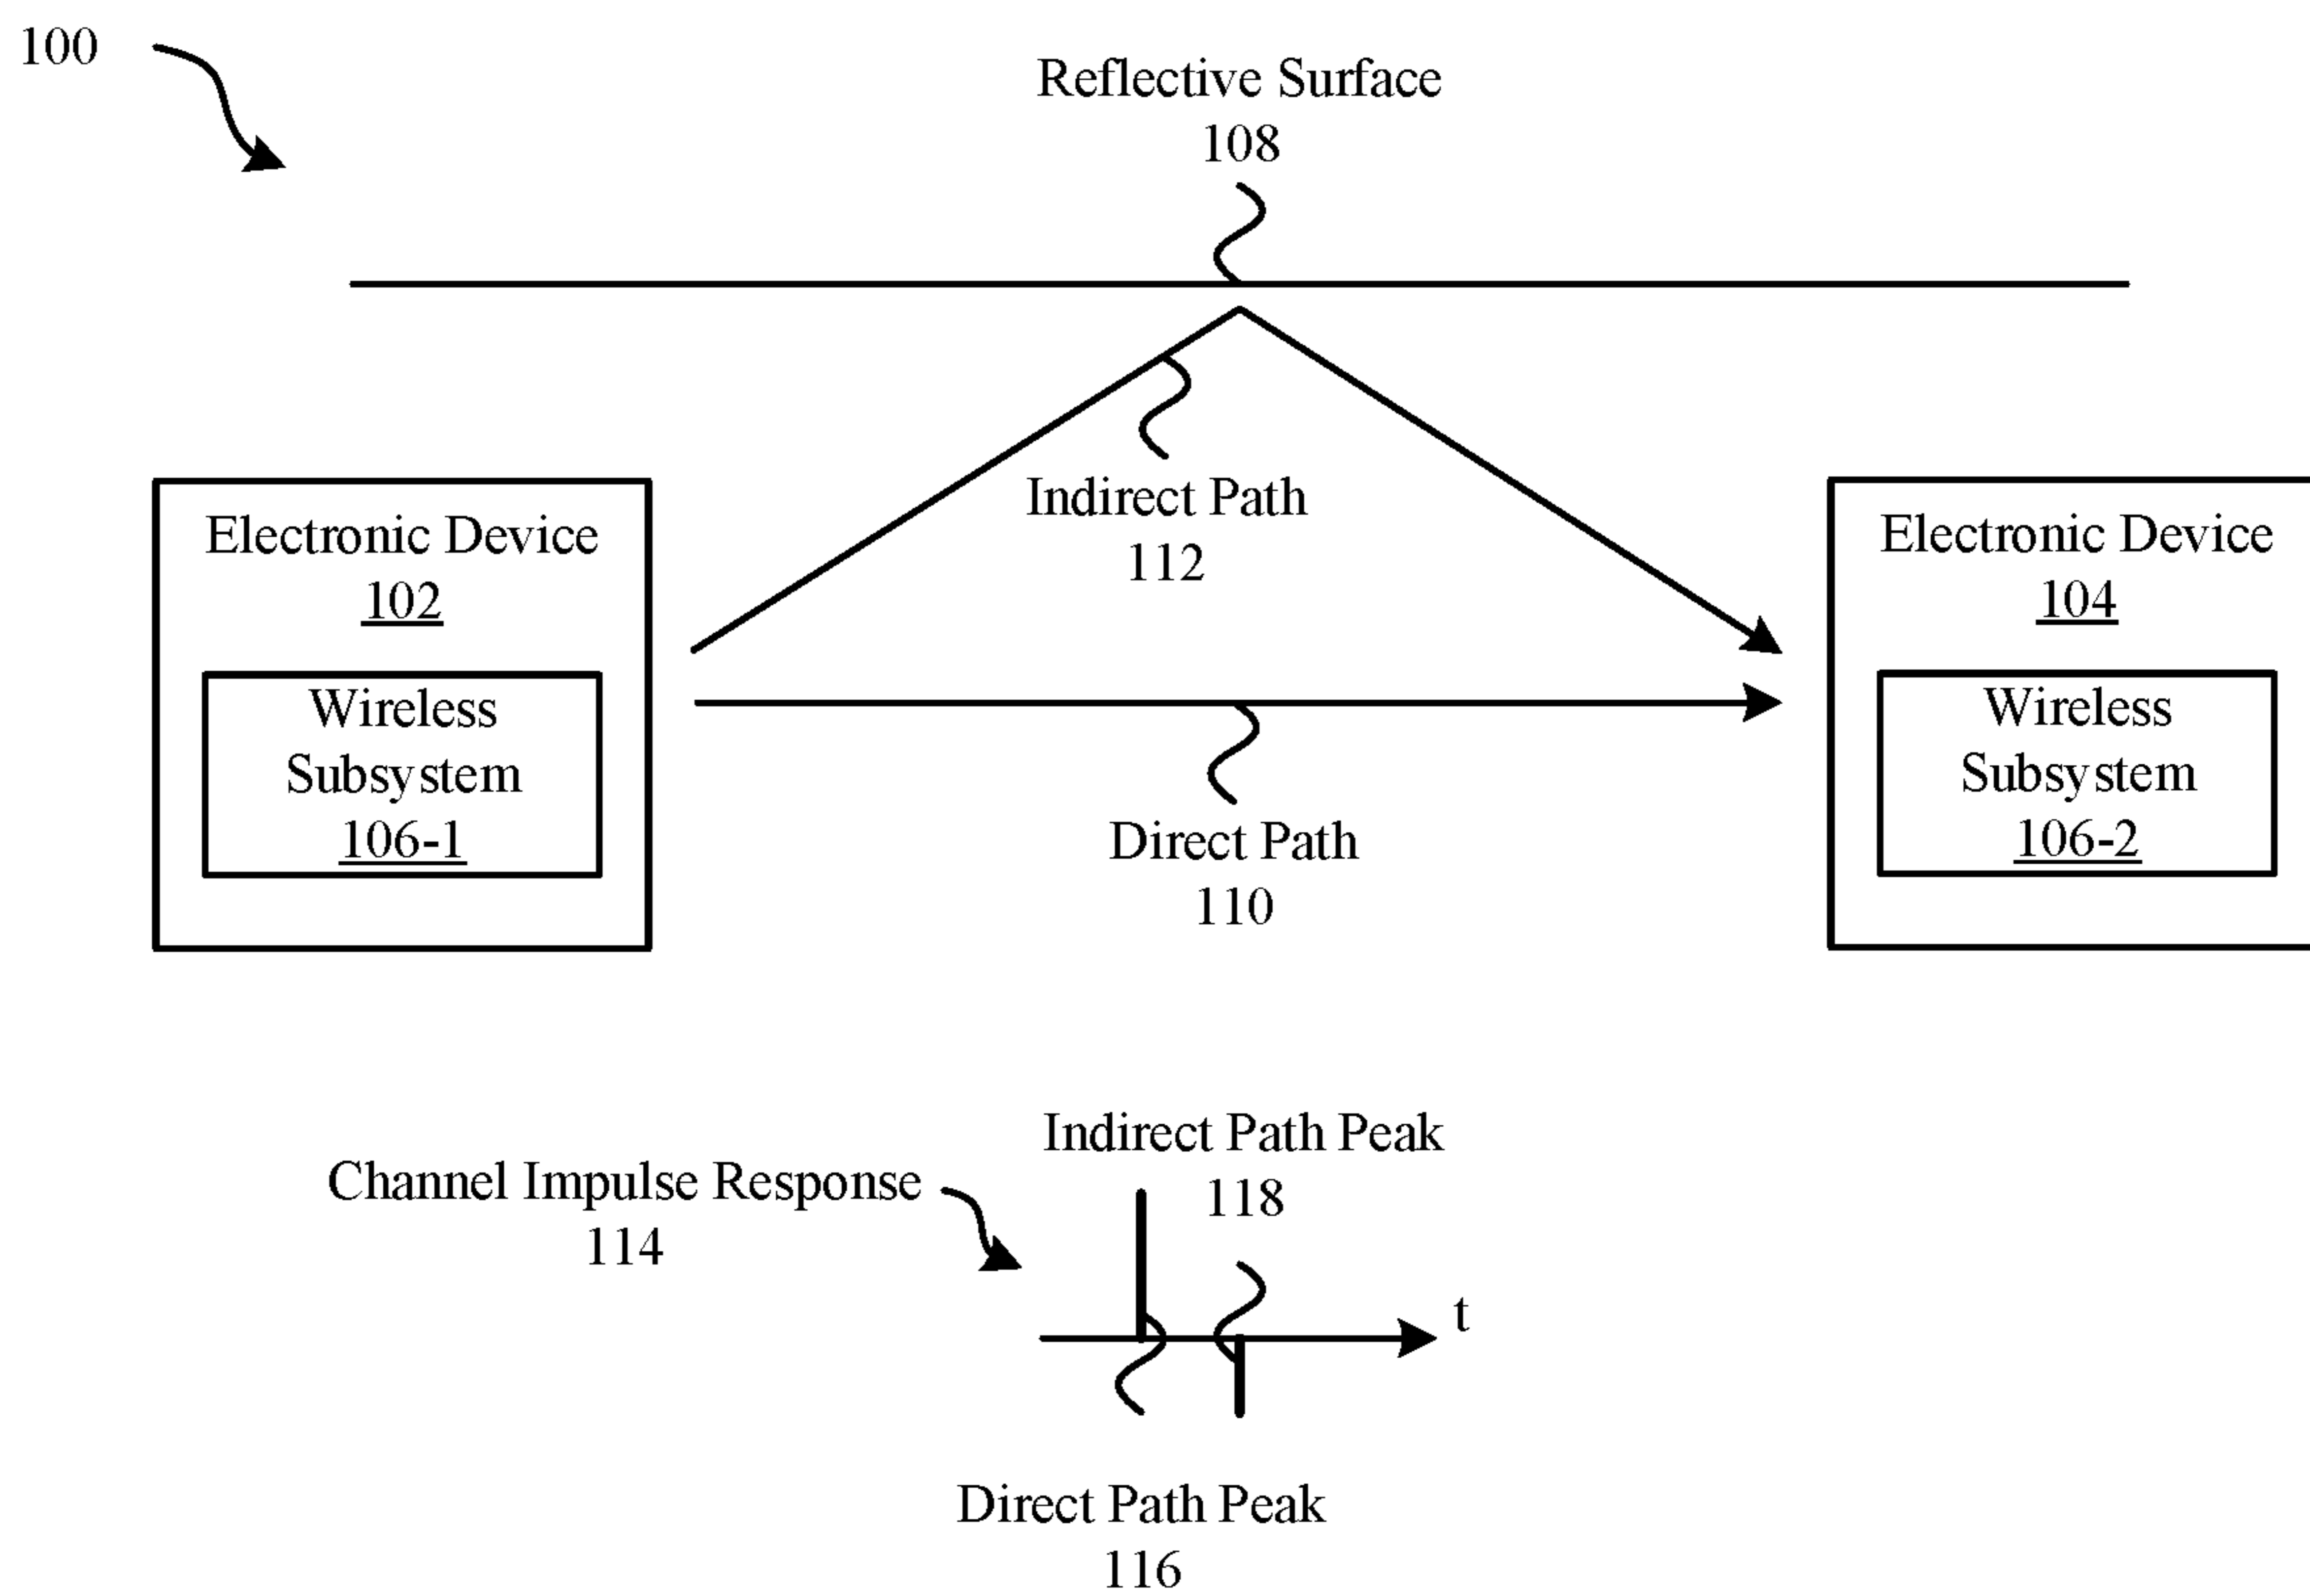 100
Reflective Surface
108
Indirect Path
112
Electronic Device
102
Wireless
Subsystem
106-1
Electronic Device
104
Wireless
Subsystem
106-2
Direct Path
110
Channel Impulse Response
114
Indirect Path Peak
118
t
Direct Path Peak
116